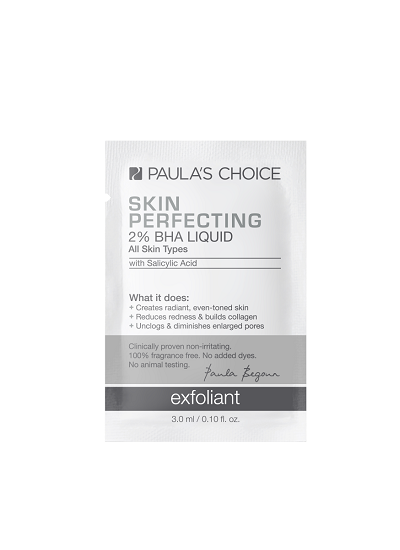 PAULA'S CHOICE
SKIN
PERFECTING
2% BHA LIQUID
All Skin Types
with Salicylic Acid
What it does:
+ Creates radiant, even-toned skin
+ Reduces redness & builds collagen
+ Unclogs & diminishes enlarged pores
Clinically proven non-irritating.
100% fragrance free. No added dyes.
No animal testing.
Paula Begoun
exfoliant
3.0 ml / 0.10 fl. oz.